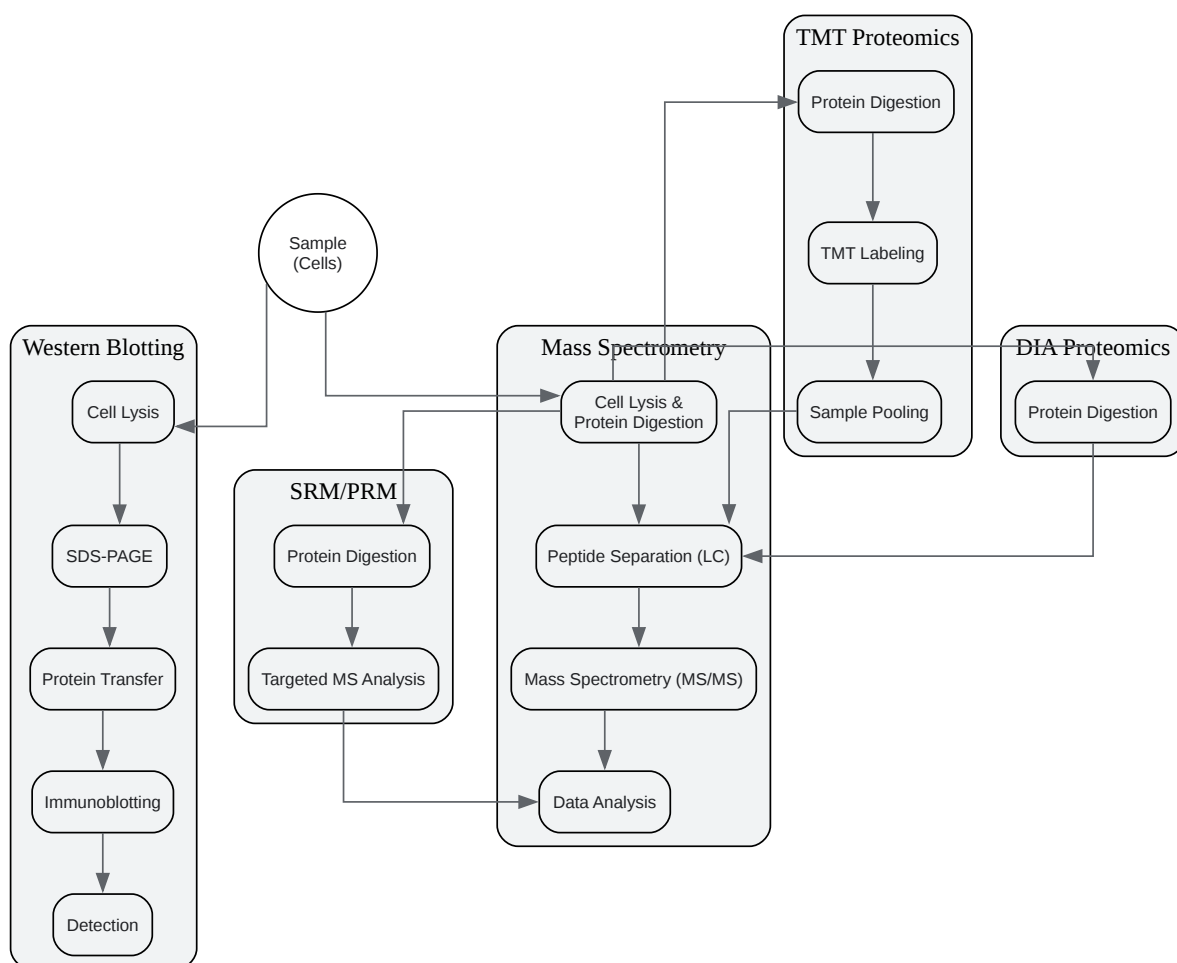 TMT Proteomics
Protein Digestion
TMT Labeling
Sample Pooling
Sample
(Cells)
Western Blotting
Cell Lysis
SDS-PAGE
Protein Transfer
Immunoblotting
Detection
SRM/PRM
Protein Digestion
Targeted MS Analysis
Mass Spectrometry
Cell Lysis &
Protein Digestion
Peptide Separation (LC)
Mass Spectrometry (MS/MS)
Data Analysis
DIA Proteomics
Protein Digestion